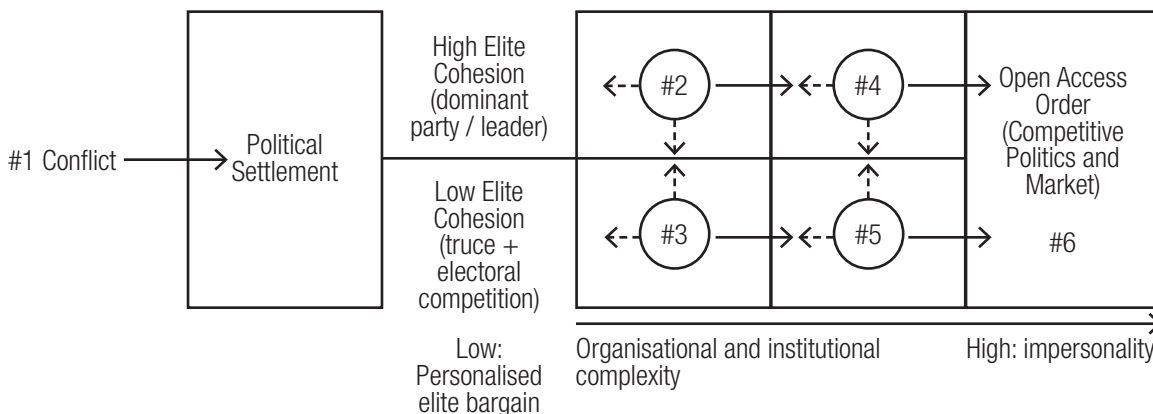 #1 Conflict
Political
Settlement
High Elite
Cohesion
(dominant
party / leader)
Low Elite
Cohesion
(truce +
electoral
competition)
#2
#4
#3
#5
Open Access
Order
(Competitive
Politics and
Market)
#6
Low:
Personalised
elite bargain
Organisational and institutional
complexity
High: impersonality